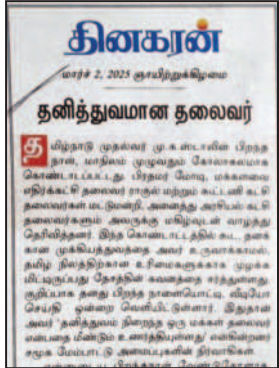 தினகரன்
மார்ச் 2, 2025 ஞாயிற்றுக்கிழமை
தனித்துவமான தலைவர்
தமிழ்நாடு முதல்வர் மு.க.ஸ்டாலின் பிறந்த
நாள், மாநிலம் முழுவதும் கோலாகலமாக
கொண்டாடப்பட்டது. பிரதமர் மோடி, மக்களவை
எதிர்க்கட்சி தலைவர் ராகுல் மற்றும் கூட்டணி கட்சி
தலைவர்கள் மட்டுமின்றி, அனைத்து அரசியல் கட்சி
தலைவர்களும் அவருக்கு மகிழ்வுடன் வாழ்த்து
தெரிவித்தனர். இந்த கொண்டாட்டத்தில் கூட, தனக்
கான முக்கியத்துவத்தை அவர் உருவாக்காமல்,
தமிழ் நிலத்திற்கான உரிமைகளுக்காக முழக்க
மிட்டிருப்பது தேசத்தின் கவனத்தை ஈர்த்துள்ளது.
குறிப்பாக தனது பிறந்த நாளையொட்டி, வீடியோ
செய்தி ஒன்றை வெளியிட்டுள்ளார். இதுதான்
அவர் 'தனித்துவம் நிறைந்த ஒரு மக்கள் தலைவர்
என்பதை மீண்டும் உணர்த்தியுள்ளது' என்கின்றனர்
சமூக மேம்பாட்டு அமைப்புகளின் நிர்வாகிகள்.